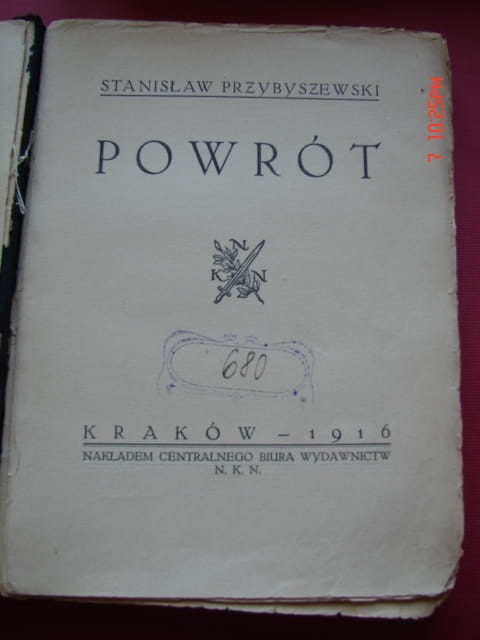 STANISŁAW PRZYBYSZEWSKI
POWRÓT
N
K N
680
KRAKÓW – 1916
NAKŁADEM CENTRALNEGO BIURA WYDAWNICTW
N. K. N.
7 10:25PM